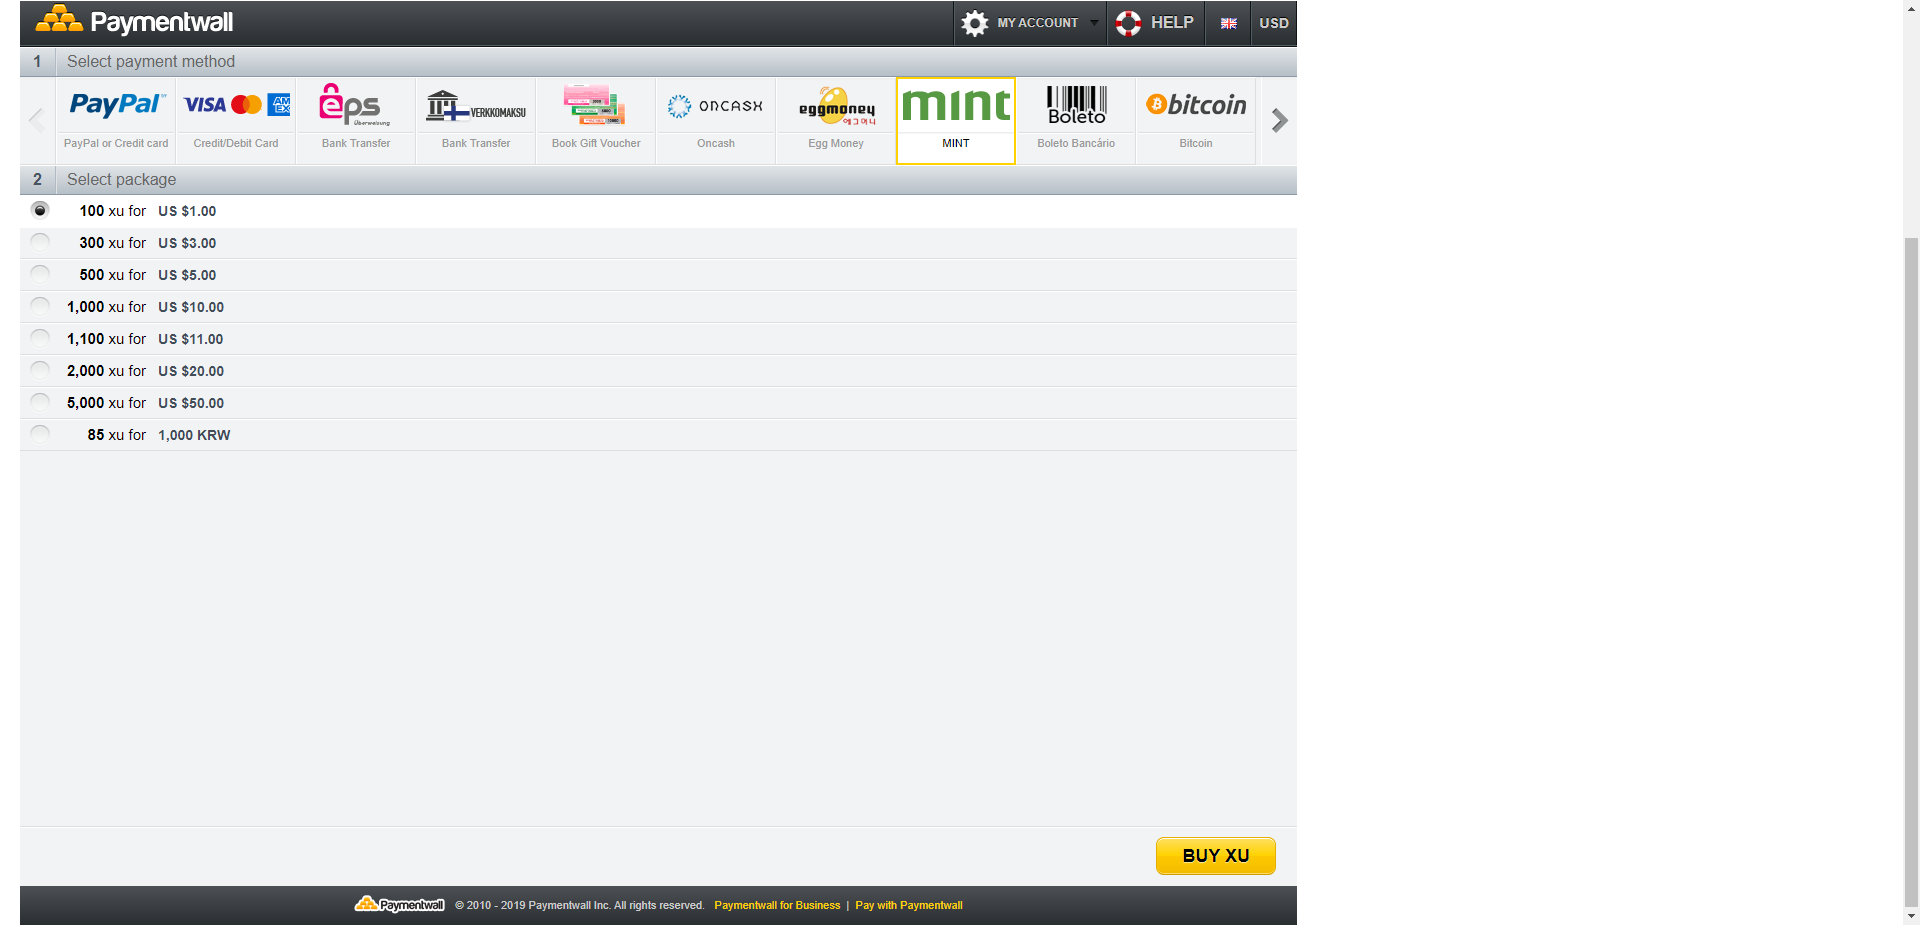 Paymentwall
MY ACCOUNT
HELP
USD
1 Select payment method
PayPal
VISA
AM EX
eps
Überweisung
VERKKOMAKSU
ONCASH
eggmoney
에그머니
mint
Boleto
bitcoin
PayPal or Credit card
Credit/Debit Card
Bank Transfer
Bank Transfer
Book Gift Voucher
Oncash
Egg Money
MINT
Boleto Bancário
Bitcoin
2 Select package
100 xu for US $1.00
300 xu for US $3.00
500 xu for US $5.00
1,000 xu for US $10.00
1,100 xu for US $11.00
2,000 xu for US $20.00
5,000 xu for US $50.00
85 xu for 1,000 KRW
BUY XU
Paymentwall © 2010 - 2019 Paymentwall Inc. All rights reserved. Paymentwall for Business | Pay with Paymentwall